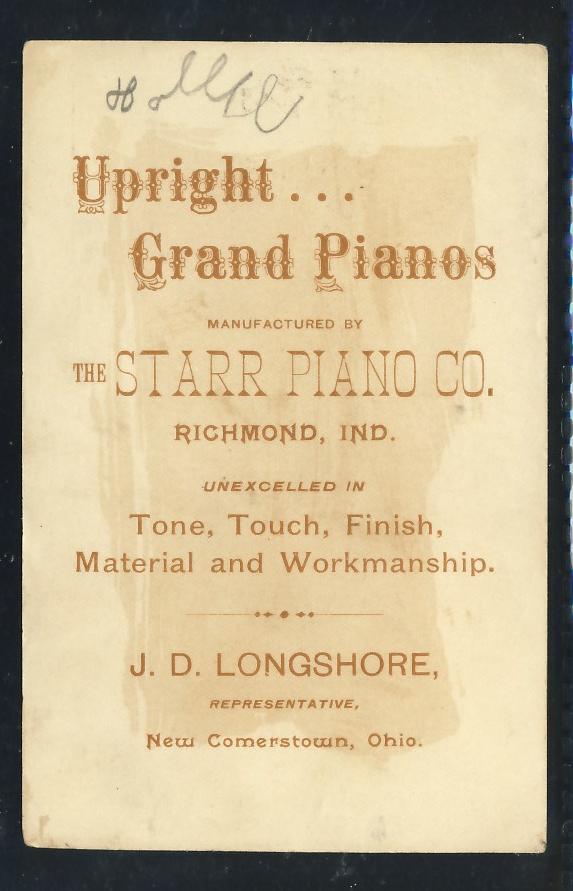 Upright...
Grand Pianos
MANUFACTURED BY
THE STARR PIANO CO.
RICHMOND, IND.
UNEXCELLED IN
Tone, Touch, Finish,
Material and Workmanship.
J. D. LONGSHORE,
REPRESENTATIVE,
New Comerstown, Ohio.